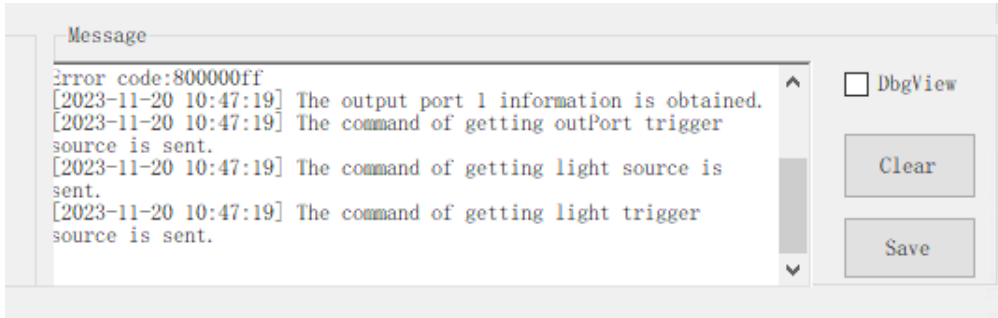 Message
Error code:800000ff
[2023-11-20 10:47:19] The output port 1 information is obtained.
[2023-11-20 10:47:19] The command of getting outPort trigger
source is sent.
[2023-11-20 10:47:19] The command of getting light source is
sent.
[2023-11-20 10:47:19] The command of getting light trigger
source is sent.
DbgView
Clear
Save